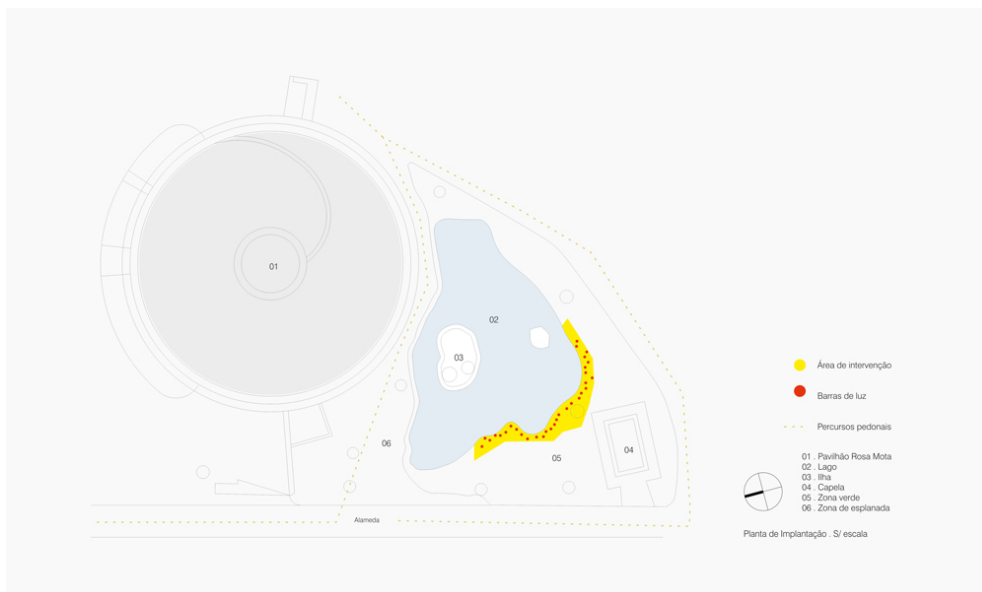 01
02
03
04
05
06
Alameda
Área de intervenção
Barras de luz
Percursos pedonais
01 . Pavilhão Rosa Mota
02 . Lago
03 . Ilha
04 . Capela
05 . Zona verde
06 . Zona de esplanada
Planta de Implantação . S/ escala